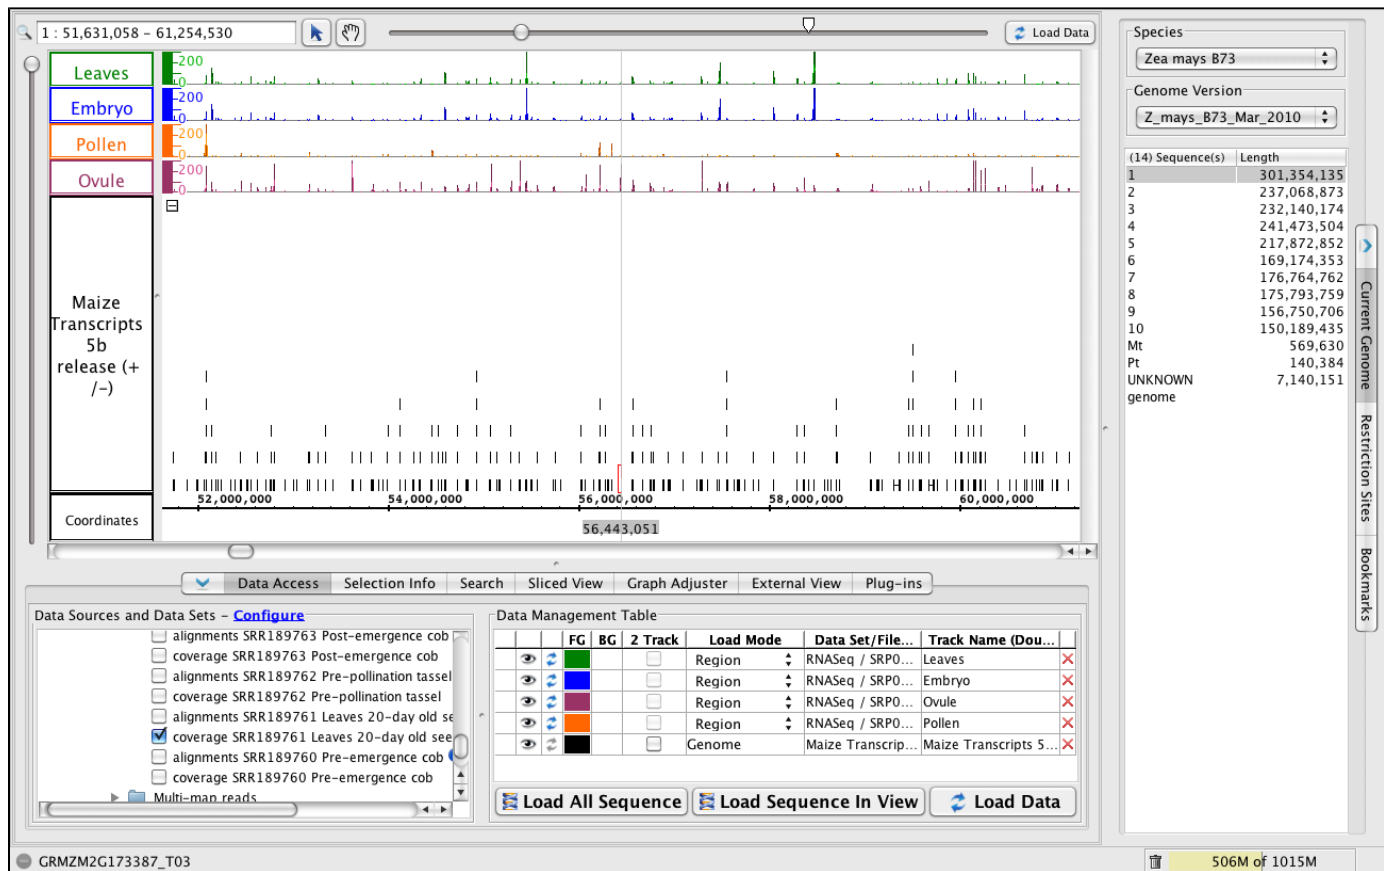 1 : 51,631,058 – 61,254,530
Load Data
Leaves
200
0
Embryo
200
0
Pollen
200
0
Ovule
200
0
Maize
Transcripts
5b
release (+
/-)
52,000,000 54,000,000 56,000,000 58,000,000 60,000,000
Coordinates
56,443,051
Data Access Selection Info Search Sliced View Graph Adjuster External View Plug-ins
Data Sources and Data Sets – Configure
alignments SRR189763 Post-emergence cob
coverage SRR189763 Post-emergence cob
alignments SRR189762 Pre-pollination tassel
coverage SRR189762 Pre-pollination tassel
alignments SRR189761 Leaves 20-day old se
coverage SRR189761 Leaves 20-day old see
alignments SRR189760 Pre-emergence cob
coverage SRR189760 Pre-emergence cob
Multi-map reads
Data Management Table
FG BG 2 Track Load Mode Data Set/File... Track Name (Dou...
Region RNASeq / SRP0... Leaves
Region RNASeq / SRP0... Embryo
Region RNASeq / SRP0... Ovule
Region RNASeq / SRP0... Pollen
Genome Maize Transcrip... Maize Transcripts 5...
Load All Sequence Load Sequence In View Load Data
Species
Zea mays B73
Genome Version
Z_mays_B73_Mar_2010
(14) Sequence(s) Length
1 301,354,135
2 237,068,873
3 232,140,174
4 241,473,504
5 217,872,852
6 169,174,353
7 176,764,762
8 175,793,759
9 156,750,706
10 150,189,435
Mt 569,630
Pt 140,384
UNKNOWN 7,140,151
genome
Current Genome
Restriction Sites
Bookmarks
GRMZM2G173387_T03
506M of 1015M